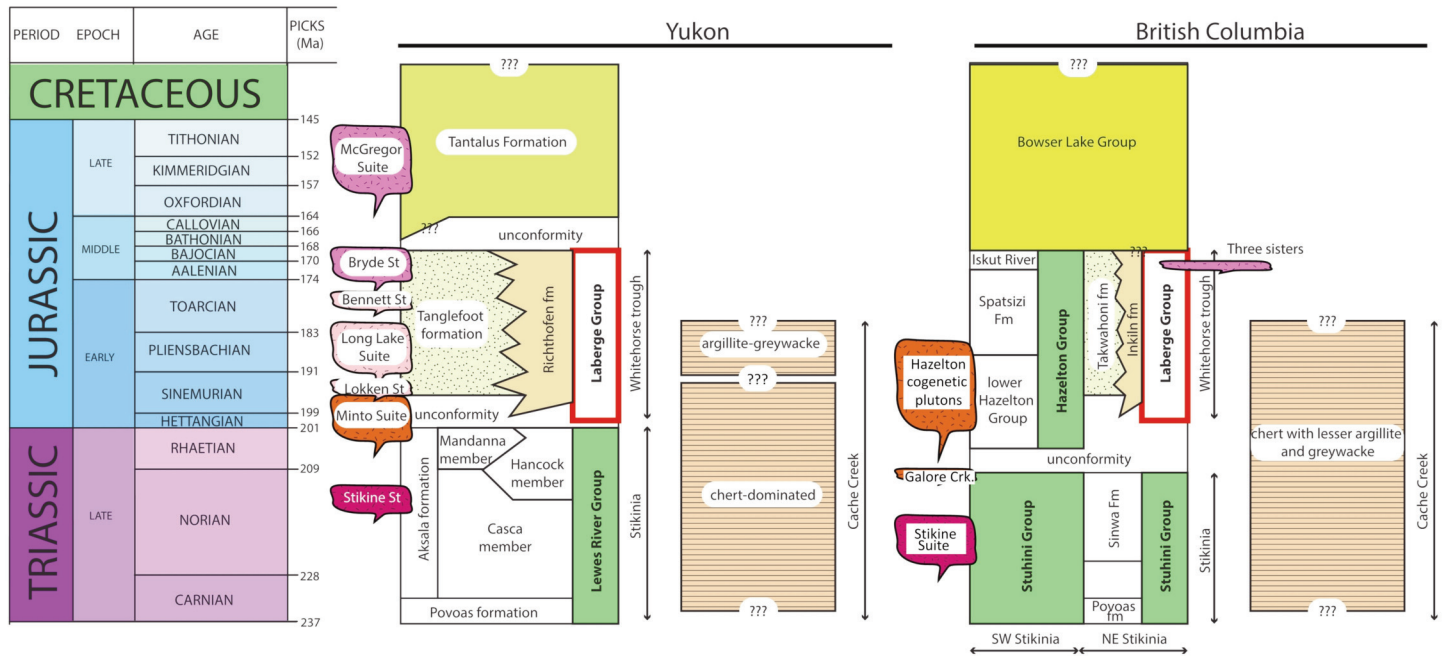 PERIOD
EPOCH
AGE
PICKS
(Ma)
CRETACEOUS
JURASSIC
TRIASSIC
LATE
MIDDLE
EARLY
LATE
TITHONIAN
KIMMERIDGIAN
OXFORDIAN
CALLOVIAN
BATHONIAN
BAJOCIAN
AALENIAN
TOARCIAN
PLIENSBACHIAN
SINEMURIAN
HETTANGIAN
RHAETIAN
NORIAN
CARNIAN
145
152
157
164
166
168
170
174
183
191
199
201
209
228
237
Yukon
???
Tantalus Formation
McGregor
Suite
???
unconformity
Bryde St
Bennett St
Long Lake
Suite
Lokken St
Minto Suite
Stikine St
Tanglefoot
formation
Richthofen fm
Laberge Group
Whitehorse trough
unconformity
Aksala formation
Mandanna
member
Hancock
member
Casca
member
Povoas formation
Lewes River Group
Stikinia
???
argillite-greywacke
???
chert-dominated
???
Cache Creek
British Columbia
???
Bowser Lake Group
Iskut River
Spatsizi
Fm
lower
Hazelton
Group
Hazelton Group
Takwahoni fm
Inklin fm
???
Laberge Group
Three sisters
Whitehorse trough
Hazelton
cogenetic
plutons
unconformity
Galore Crk.
Stikine
Suite
Stuhini Group
Sinwa Fm
Povoas
fm
Stuhini Group
Stikinia
SW Stikinia
NE Stikinia
???
chert with lesser argillite
and greywacke
???
Cache Creek